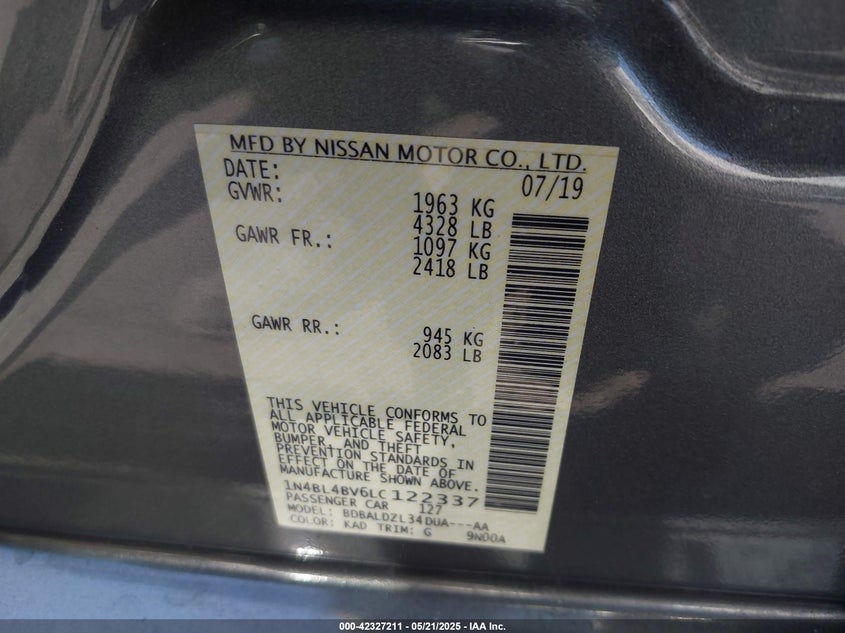 MFD BY NISSAN MOTOR CO., LTD.
DATE: 07/19
GVWR: 1963 KG
4328 LB
GAWR FR.: 1097 KG
2418 LB
GAWR RR.: 945 KG
2083 LB
THIS VEHICLE CONFORMS TO
ALL APPLICABLE FEDERAL
MOTOR VEHICLE SAFETY,
BUMPER, AND THEFT
PREVENTION STANDARDS IN
EFFECT ON THE DATE OF
MANUFACTURE SHOWN ABOVE.
1N4BL4BV6LC122337
PASSENGER CAR 127
MODEL: BDBALDZL34DUA---AA
COLOR: KAD TRIM: G 9N00A
000-42327211 - 05/21/2025 - IAA Inc.